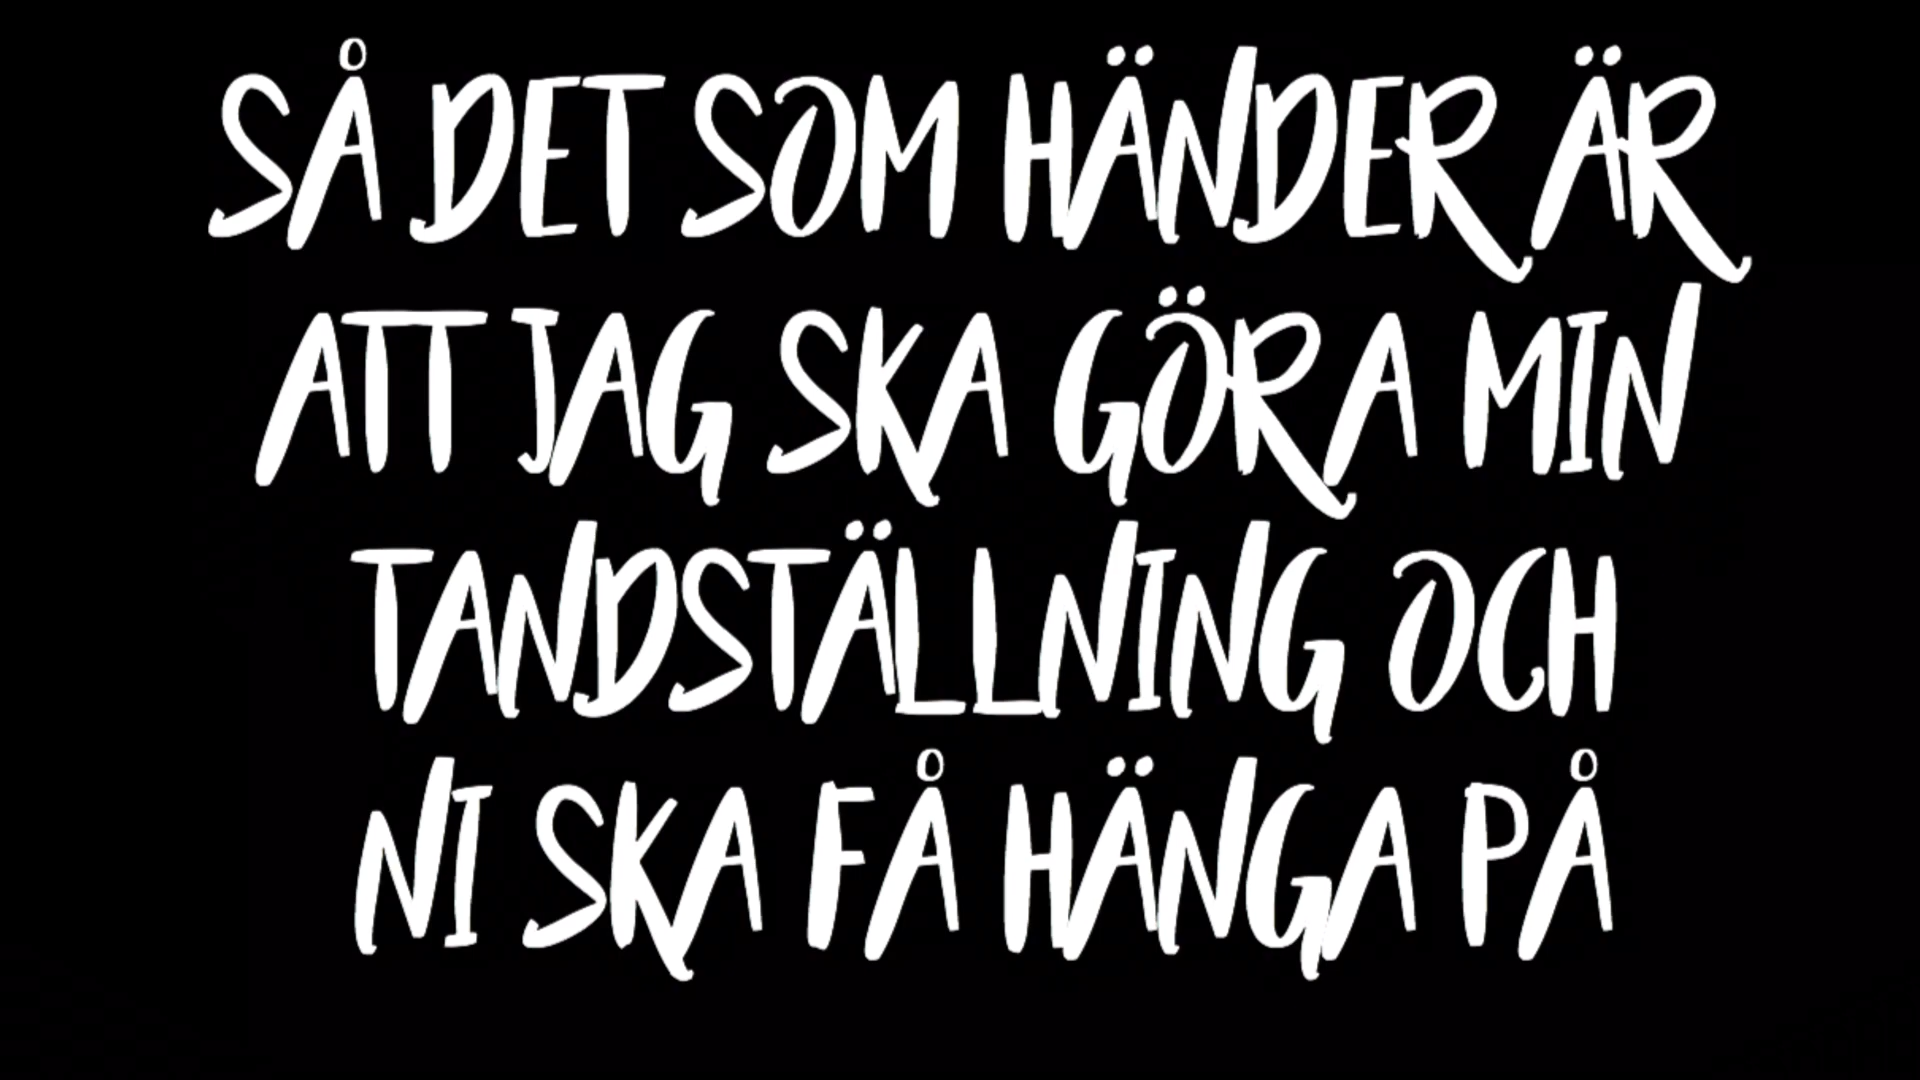 SÅ DET SOM HÄNDER ÄR
ATT JAG SKA GÖRA MIN
TANDSTÄLLNING OCH
NI SKA FÅ HÄNGA PÅ